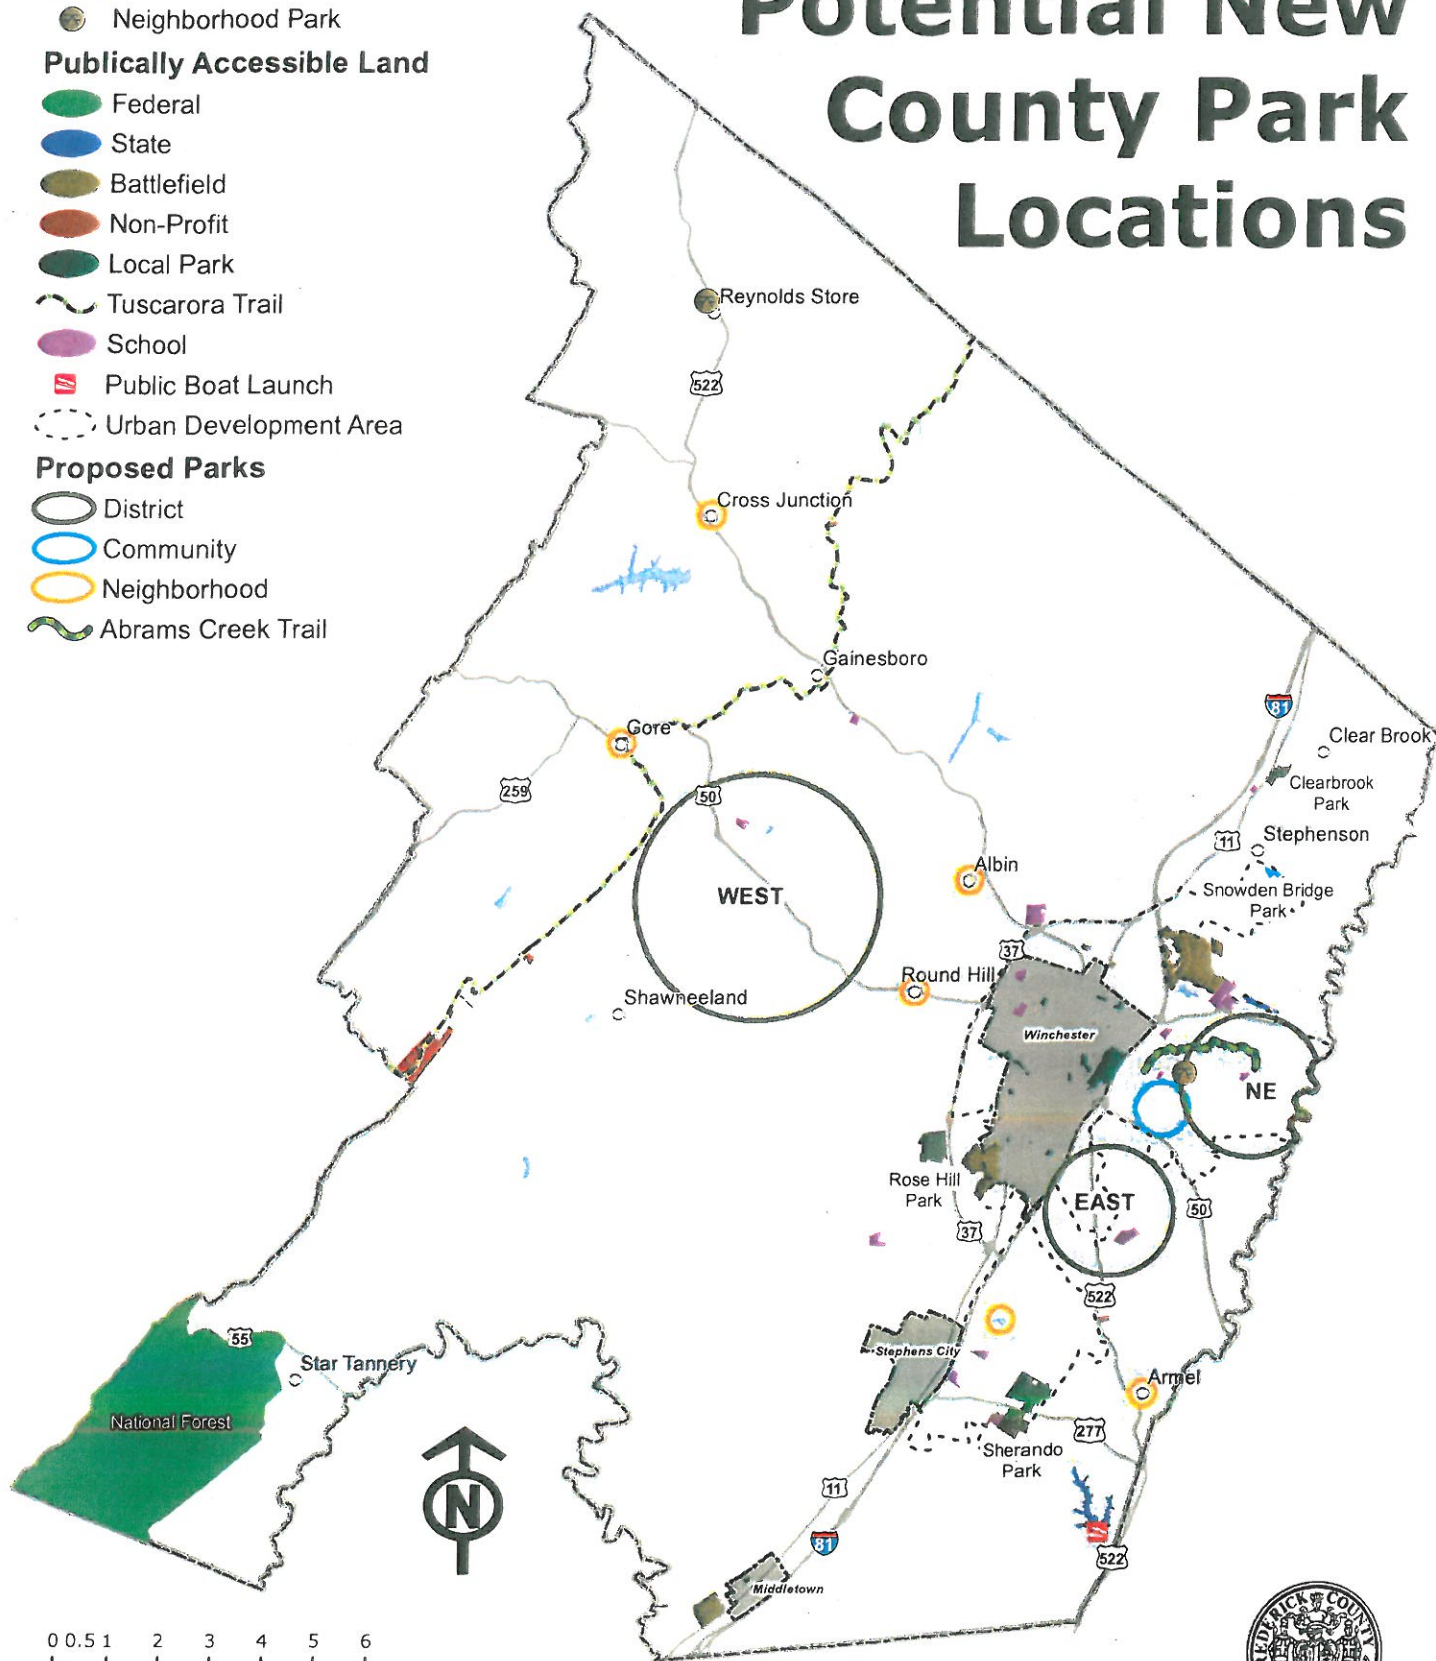 Potential New
County Park
Locations
Neighborhood Park
Publically Accessible Land
Federal
State
Battlefield
Non-Profit
Local Park
Tuscarora Trail
School
Public Boat Launch
Urban Development Area
Proposed Parks
District
Community
Neighborhood
Abrams Creek Trail
Reynolds Store
522
Cross Junction
Gainesboro
Gore
259
50
81
Clear Brook
Clearbrook
Park
11
Stephenson
Albin
Snowden Bridge
Park
WEST
37
Round Hill
Shawneeland
Winchester
NE
Rose Hill
Park
EAST
50
37
522
55
Star Tannery
National Forest
Stephens City
Armel
277
Sherando
Park
N
11
81
522
Middletown
0 0.5 1 2 3 4 5 6
EDERICK COUNTY